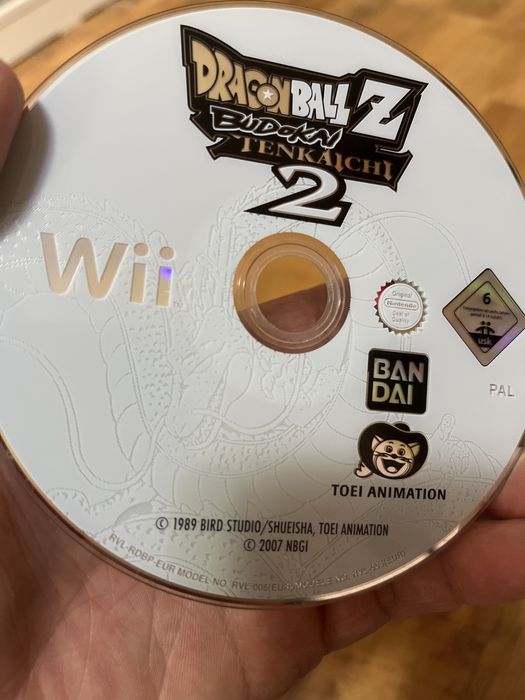 DRAGON BALL Z
BUDOKAI
TENKAICHI
2
Wii
TM
Original
Nintendo
Seal of
Quality
6
usk
PAL
BAN
DAI
TOEI ANIMATION
© 1989 BIRD STUDIO/SHUEISHA, TOEI ANIMATION
© 2007 NBGI
RVL-RDBP-EUR MODEL NO. RVL-006(EUR)